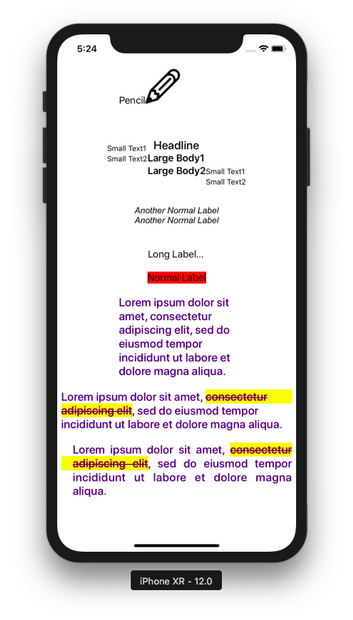 5:24
Pencil
Headline
Small Text1
Small Text2
Large Body1
Large Body2
Small Text1
Small Text2
Another Normal Label
Another Normal Label
Long Label...
Normal Label
Lorem ipsum dolor sit
amet, consectetur
adipiscing elit, sed do
eiusmod tempor
incididunt ut labore et
dolore magna aliqua.
Lorem ipsum dolor sit amet, consectetur
adipiscing elit, sed do eiusmod tempor
incididunt ut labore et dolore magna aliqua.
Lorem ipsum dolor sit amet, consectetur
adipiscing elit, sed do eiusmod tempor
incididunt ut labore et dolore magna
aliqua.
iPhone XR - 12.0